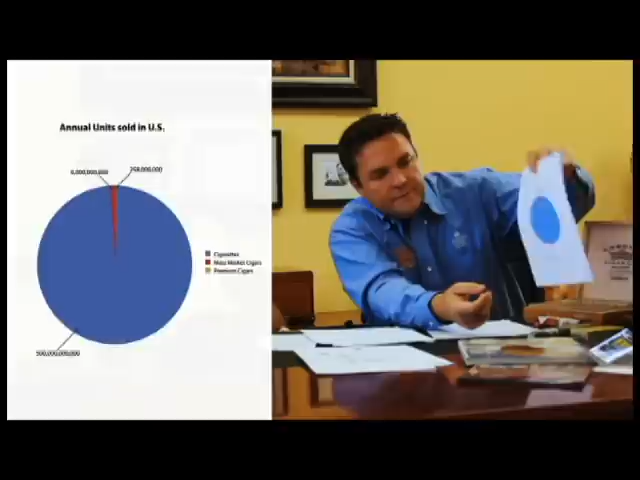 Annual Units sold in U.S.
6,000,000,000
258,000,000
Cigarettes
Mass Market Cigars
Premium Cigars
500,000,000,000